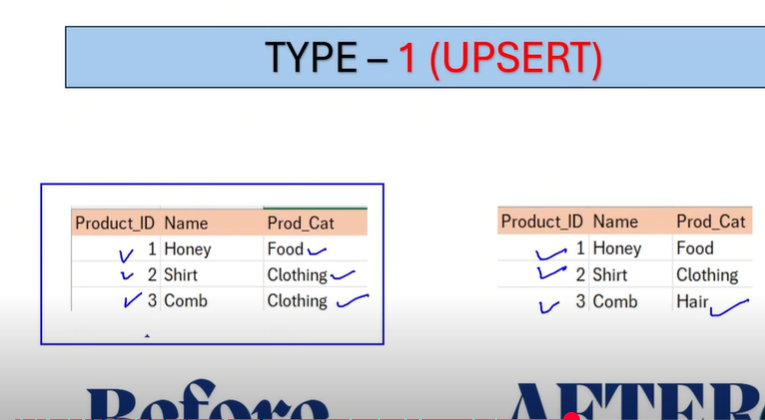 TYPE – 1 (UPSERT)
Product_ID Name Prod_Cat
1 Honey Food
2 Shirt Clothing
3 Comb Clothing
Product_ID Name Prod_Cat
1 Honey Food
2 Shirt Clothing
3 Comb Hair
Before
AFTER